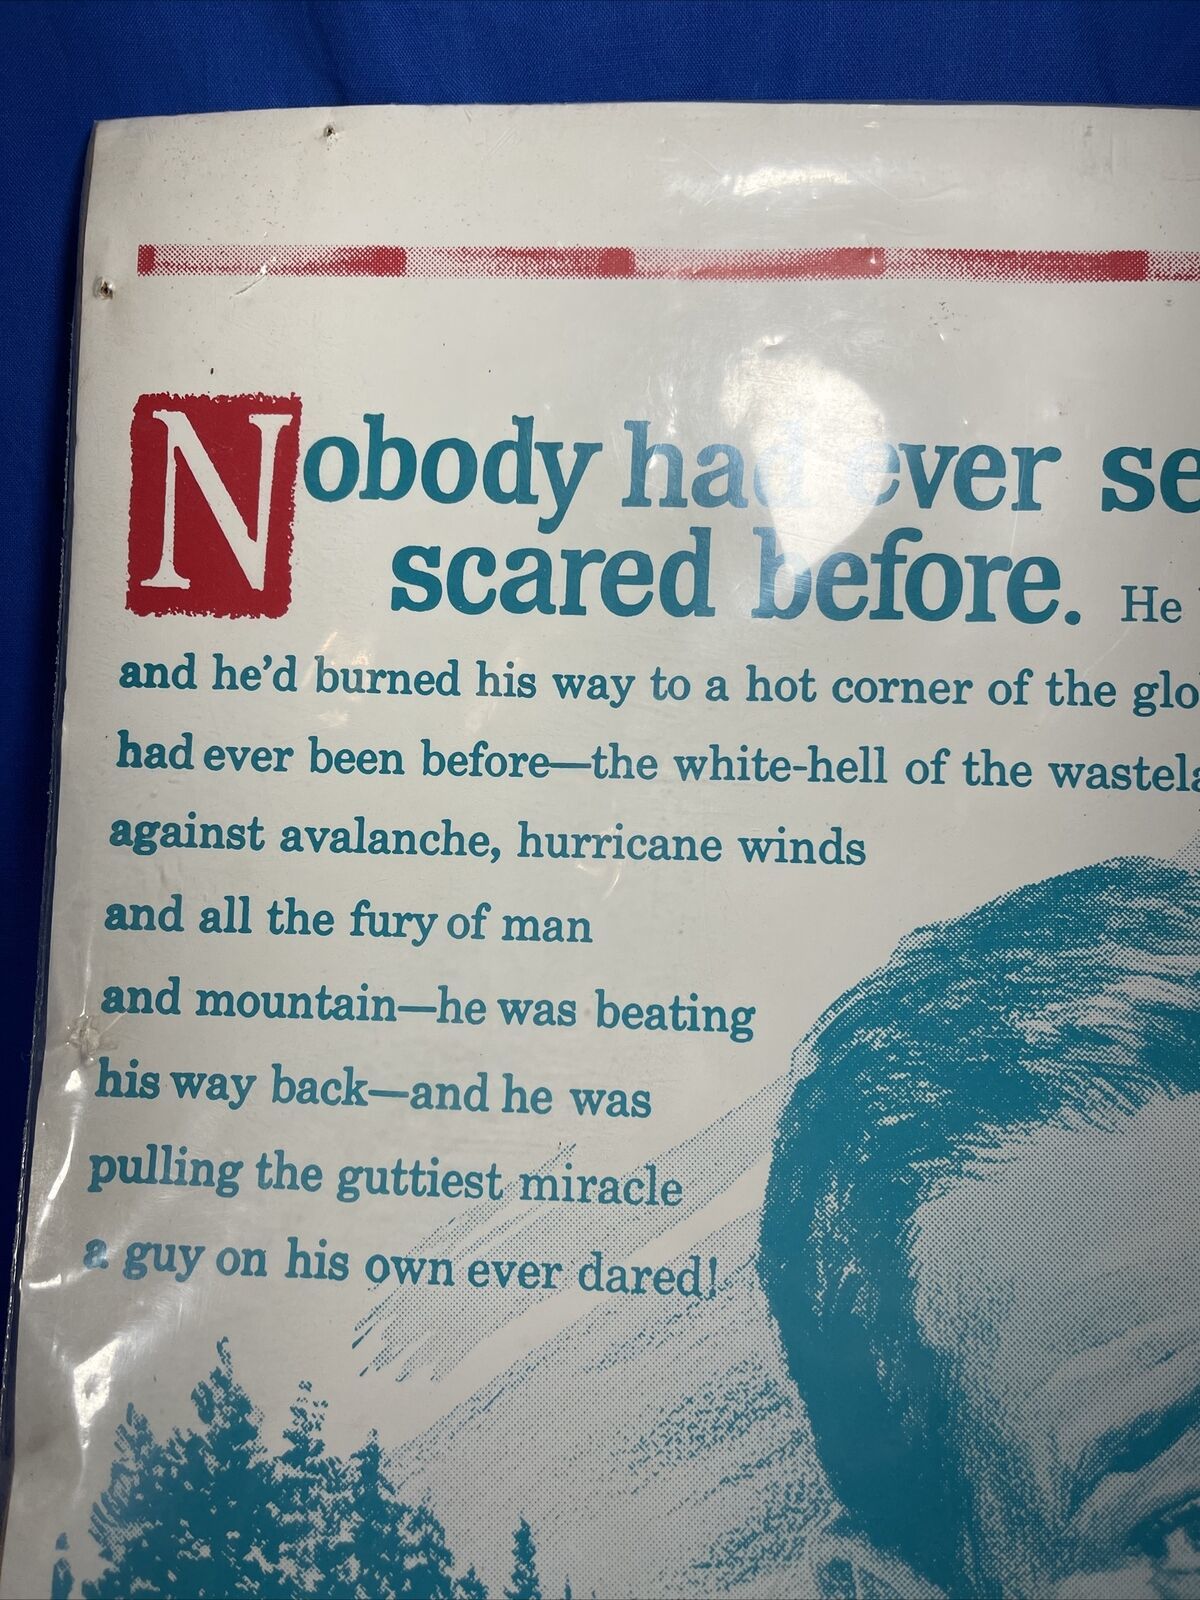 Nobody had ever se
scared before. He
and he'd burned his way to a hot corner of the glo
had ever been before—the white-hell of the wastela
against avalanche, hurricane winds
and all the fury of man
and mountain—he was beating
his way back—and he was
pulling the guttiest miracle
a guy on his own ever dared!